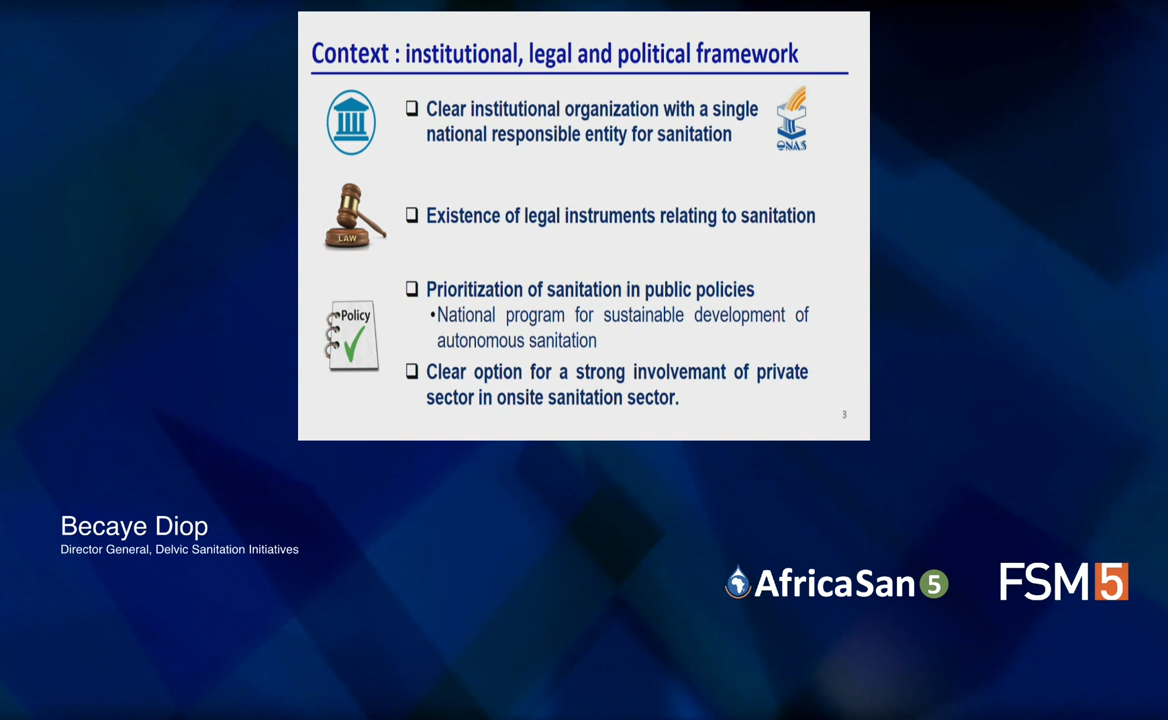 Context : institutional, legal and political framework
❑ Clear institutional organization with a single
national responsible entity for sanitation
ONAS
LAW
❑ Existence of legal instruments relating to sanitation
Policy
❑ Prioritization of sanitation in public policies
•National program for sustainable development of
autonomous sanitation
❑ Clear option for a strong involvemant of private
sector in onsite sanitation sector.
3
Becaye Diop
Director General, Delvic Sanitation Initiatives
AfricaSan 5
FSM5